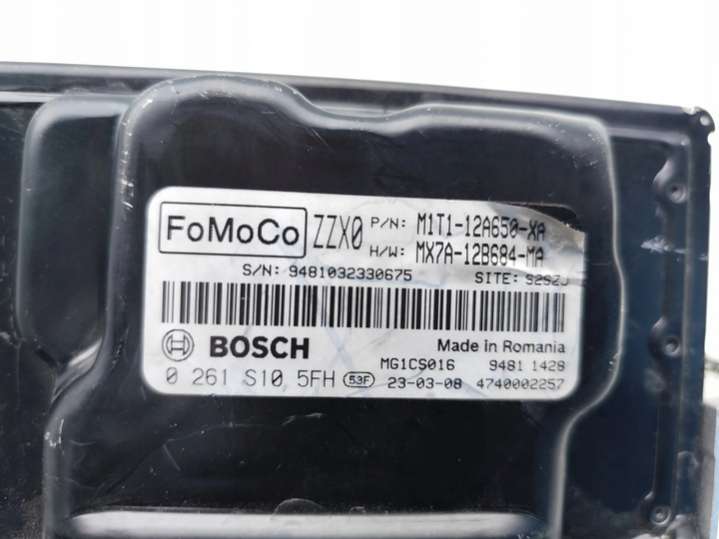 FoMoCo ZZX0 P/N: M1T1-12A650-XA
H/W: MX7A-12B684-MA
S/N: 9481032330675 SITE: S2SZJ
BOSCH Made in Romania
MG1CS016 9481 1428
0 261 S10 5FH 53F 23-03-08 4740002257